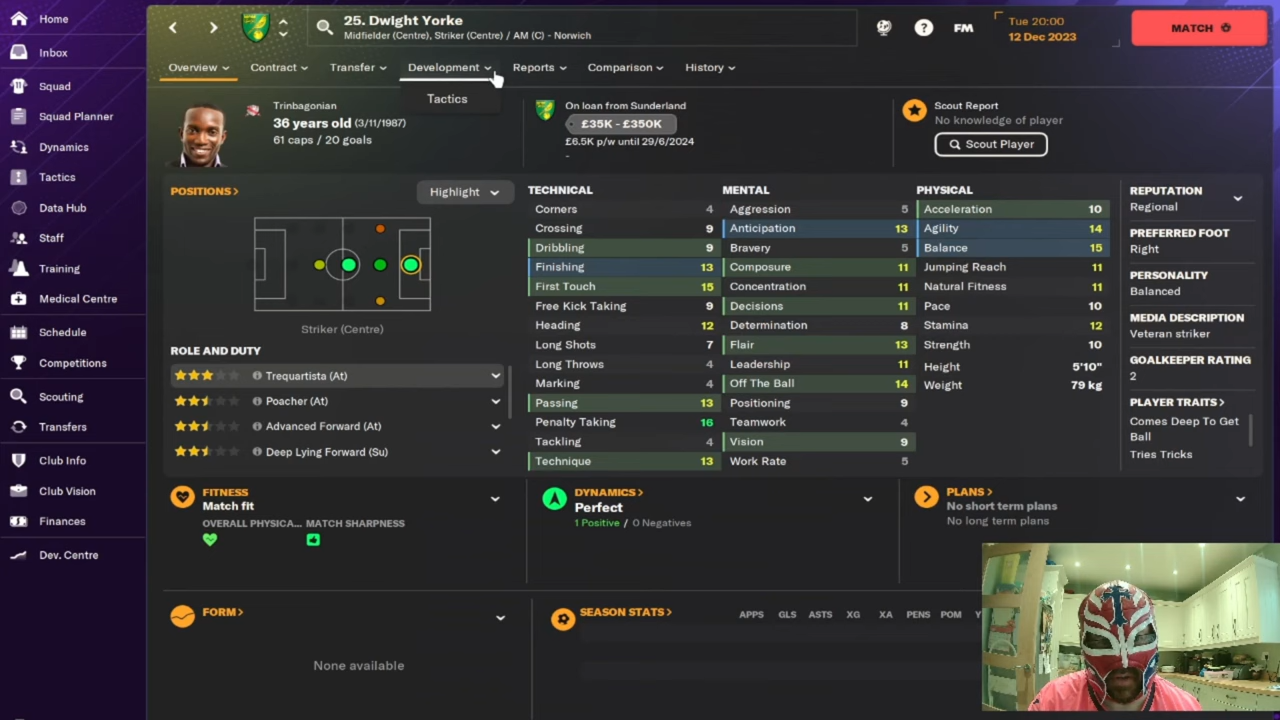 Home
Inbox
Squad
Squad Planner
Dynamics
Tactics
Data Hub
Staff
Training
Medical Centre
Schedule
Competitions
Scouting
Transfers
Club Info
Club Vision
Finances
Dev. Centre
25. Dwight Yorke
Midfielder (Centre), Striker (Centre) / AM (C) - Norwich
FM
Tue 20:00
12 Dec 2023
MATCH
Overview
Contract
Transfer
Development
Reports
Comparison
History
Tactics
Trinbagonian
36 years old (3/11/1987)
61 caps / 20 goals
On loan from Sunderland
£35K - £350K
£6.5K p/w until 29/6/2024
-
Scout Report
No knowledge of player
Scout Player
POSITIONS>
Highlight
Striker (Centre)
ROLE AND DUTY
Trequartista (At)
Poacher (At)
Advanced Forward (At)
Deep Lying Forward (Su)
TECHNICAL
Corners 4
Crossing 9
Dribbling 9
Finishing 13
First Touch 15
Free Kick Taking 9
Heading 12
Long Shots 7
Long Throws 4
Marking 4
Passing 13
Penalty Taking 16
Tackling 4
Technique 13
MENTAL
Aggression 5
Anticipation 13
Bravery 5
Composure 11
Concentration 11
Decisions 11
Determination 8
Flair 13
Leadership 11
Off The Ball 14
Positioning 9
Teamwork 4
Vision 9
Work Rate 5
PHYSICAL
Acceleration 10
Agility 14
Balance 15
Jumping Reach 11
Natural Fitness 11
Pace 10
Stamina 12
Strength 10
Height 5'10"
Weight 79 kg
REPUTATION
Regional
PREFERRED FOOT
Right
PERSONALITY
Balanced
MEDIA DESCRIPTION
Veteran striker
GOALKEEPER RATING
2
PLAYER TRAITS>
Comes Deep To Get
Ball
Tries Tricks
FITNESS
Match fit
OVERALL PHYSICA... MATCH SHARPNESS
DYNAMICS>
Perfect
1 Positive / 0 Negatives
PLANS>
No short term plans
No long term plans
FORM>
None available
SEASON STATS>
APPS GLS ASTS XG XA PENS POM Y